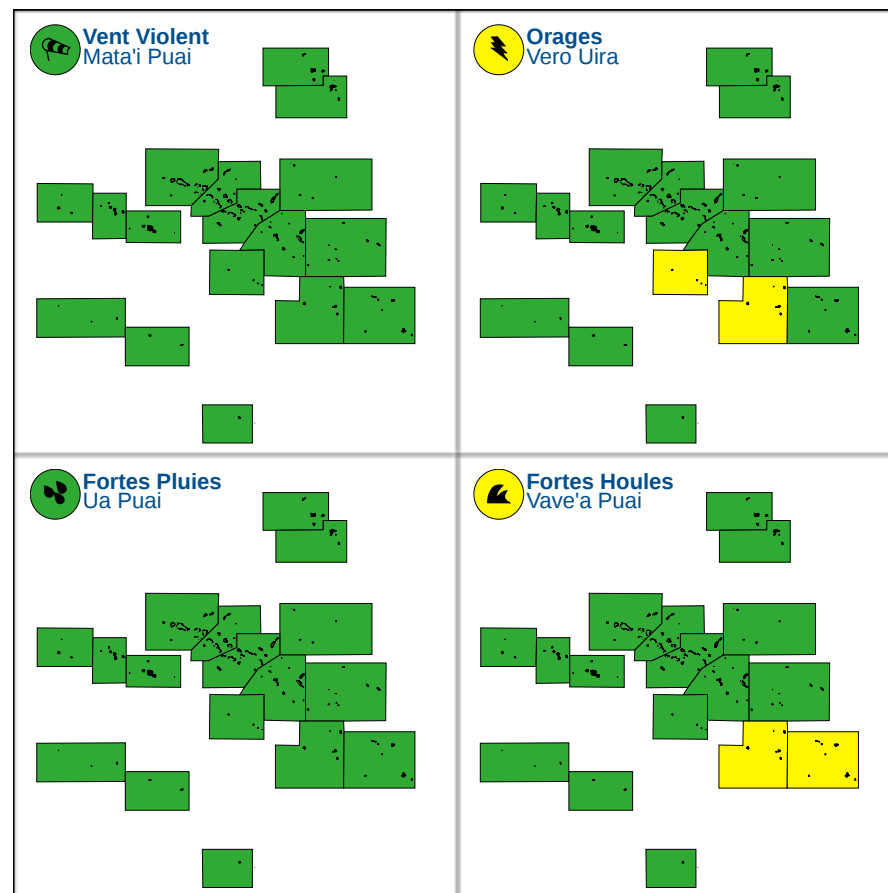 Vent Violent
Mata'i Puai
Orages
Vero Uira
Fortes Pluies
Ua Puai
Fortes Houles
Vave'a Puai